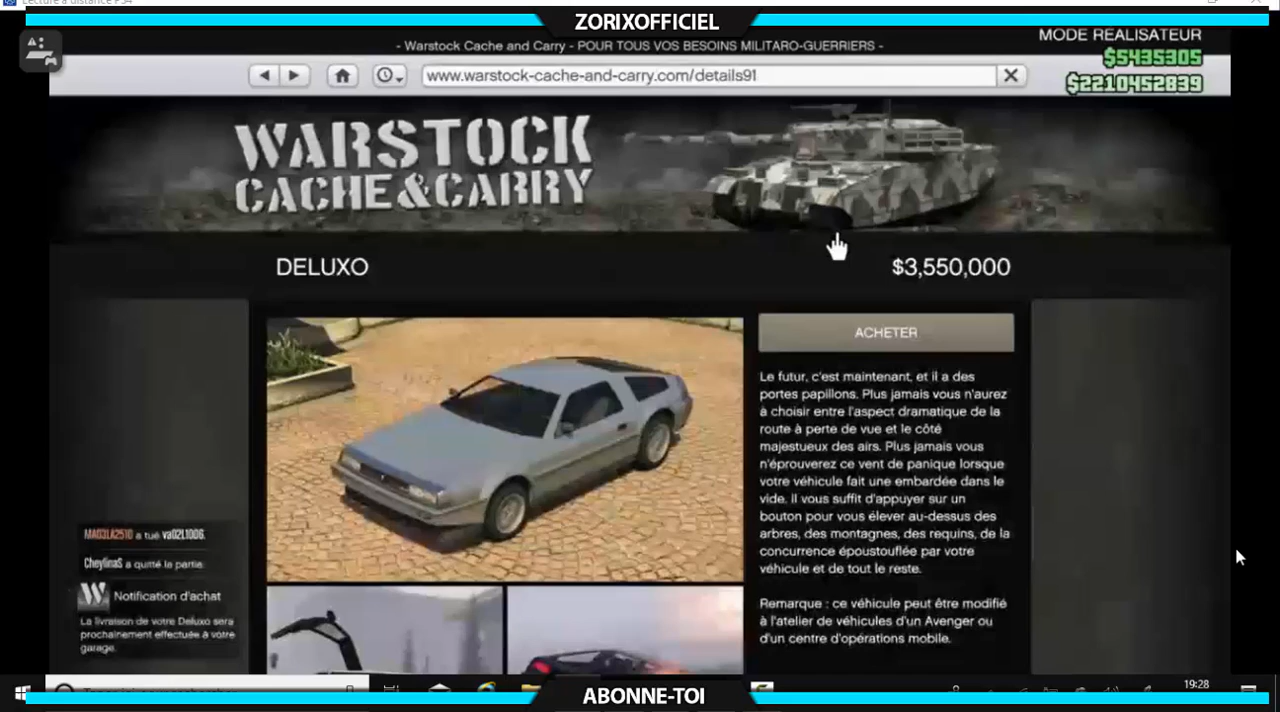 Lecture à distance PS4
ZORIXOFFICIEL
- Warstock Cache and Carry - POUR TOUS VOS BESOINS MILITARO-GUERRIERS -
MODE REALISATEUR
$5435305
$2210452839
www.warstock-cache-and-carry.com/details91
WARSTOCK
CACHE&CARRY
DELUXO
$3,550,000
ACHETER
Le futur, c'est maintenant, et il a des
portes papillons. Plus jamais vous n'aurez
à choisir entre l'aspect dramatique de la
route à perte de vue et le côté
majestueux des airs. Plus jamais vous
n'éprouverez ce vent de panique lorsque
votre véhicule fait une embardée dans le
vide. Il vous suffit d'appuyer sur un
bouton pour vous élever au-dessus des
arbres, des montagnes, des requins, de la
concurrence époustouflée par votre
véhicule et de tout le reste.
Remarque : ce véhicule peut être modifié
à l'atelier de véhicules d'un Avenger ou
d'un centre d'opérations mobile.
MA03LK2510 a tué va02L1006.
CheylinaS a quitté la partie.
Notification d'achat
La livraison de votre Deluxo sera
prochainement effectuée à votre
garage.
19:28
ABONNE-TOI